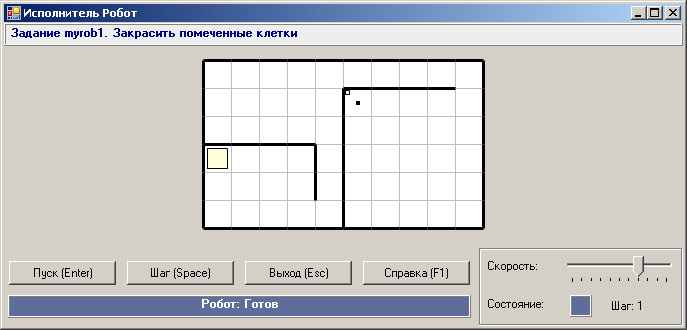 Исполнитель Робот
Задание myrob1. Закрасить помеченные клетки
Пуск (Enter)
Шаг (Space)
Выход (Esc)
Справка (F1)
Скорость:
Робот: Готов
Состояние:
Шаг: 1